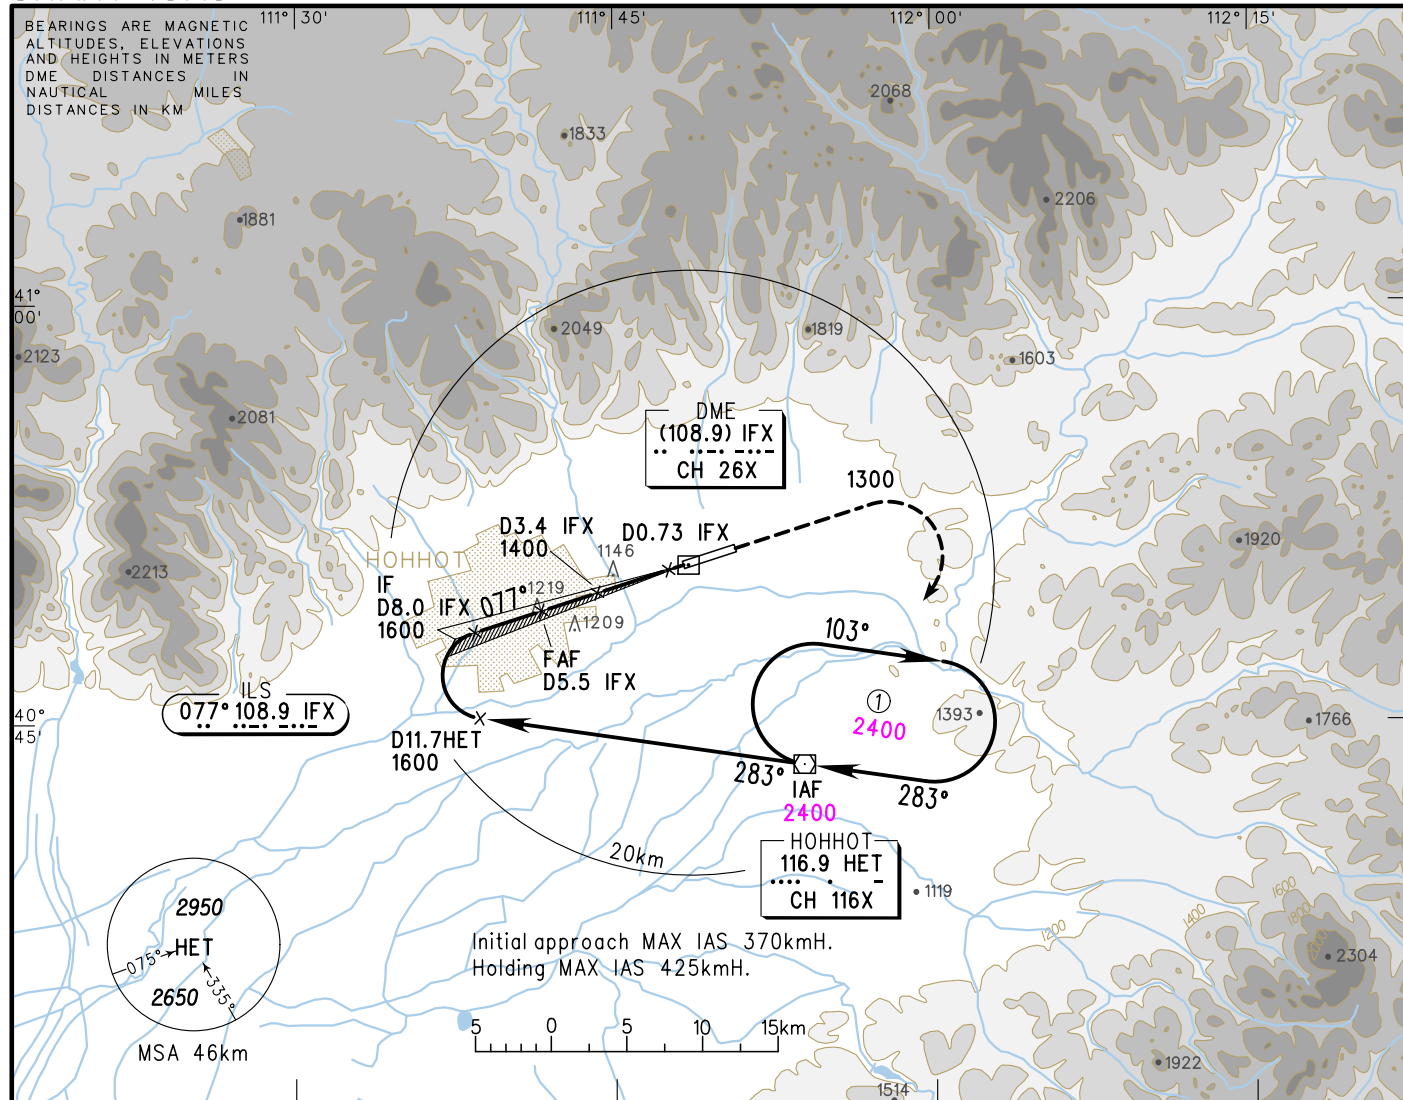 111° 30'
111° 45'
112° 00'
112° 15'
BEARINGS ARE MAGNETIC
ALTITUDES, ELEVATIONS
AND HEIGHTS IN METERS
DME DISTANCES IN
NAUTICAL MILES
DISTANCES IN KM
2068
1833
2206
1881
41°
00'
2049
1819
2123
1603
2081
DME
(108.9) IFX
CH 26X
1300
D3.4 IFX
1400
D0.73 IFX
1146
1920
HOHHOT
2213
IF
D8.0 IFX
1600
077°
1219
1209
103°
FAF
D5.5 IFX
ILS
077° 108.9 IFX
1
2400
1393
1766
40°
45'
D11.7HET
1600
283°
IAF
2400
283°
20km
HOHHOT
116.9 HET
CH 116X
1119
1600
1400
1800
1200
2000
2304
2950
HET
075°
335°
2650
MSA 46km
Initial approach MAX IAS 370kmH.
Holding MAX IAS 425kmH.
5 0 5 10 15km
1922
1514